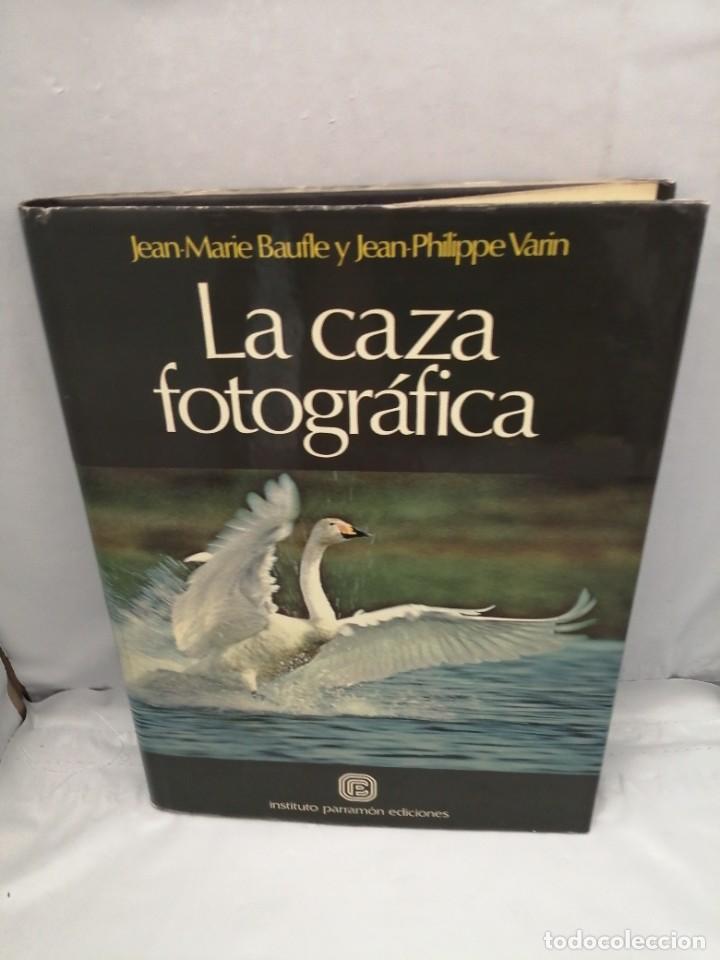 Jean-Marie Baufle y Jean-Philippe Varin
La caza
fotográfica
instituto parramón ediciones
todocoleccion